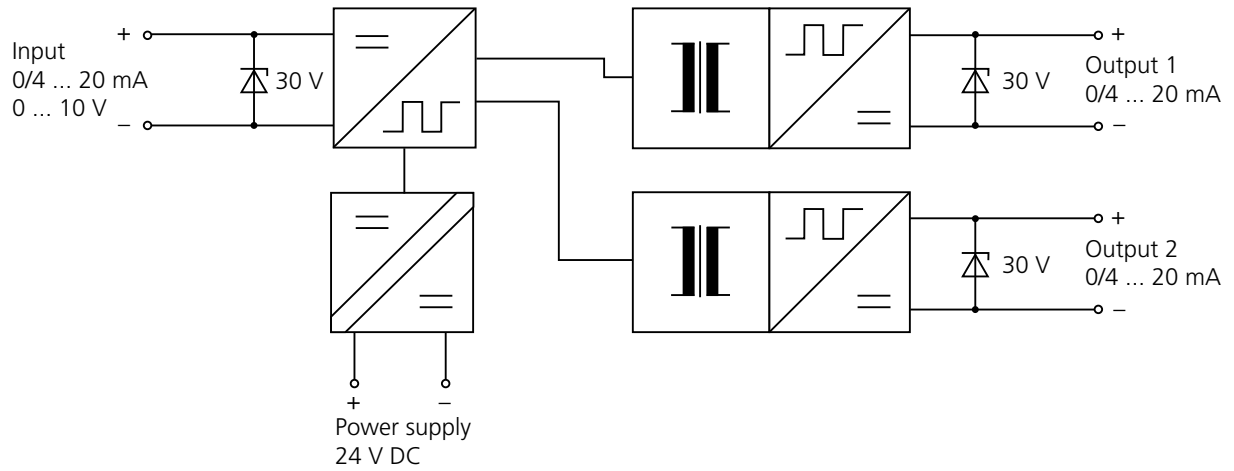 Input
0/4 ... 20 mA
0 ... 10 V
+
–
30 V
30 V
+
Output 1
0/4 ... 20 mA
–
30 V
+
Output 2
0/4 ... 20 mA
–
+ –
Power supply
24 V DC